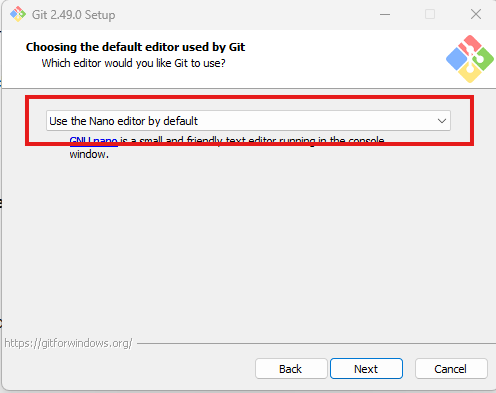 Git 2.49.0 Setup
Choosing the default editor used by Git
Which editor would you like Git to use?
Use the Nano editor by default
GNU nano is a small and friendly text editor running in the console
window.
https://gitforwindows.org/
Back Next Cancel